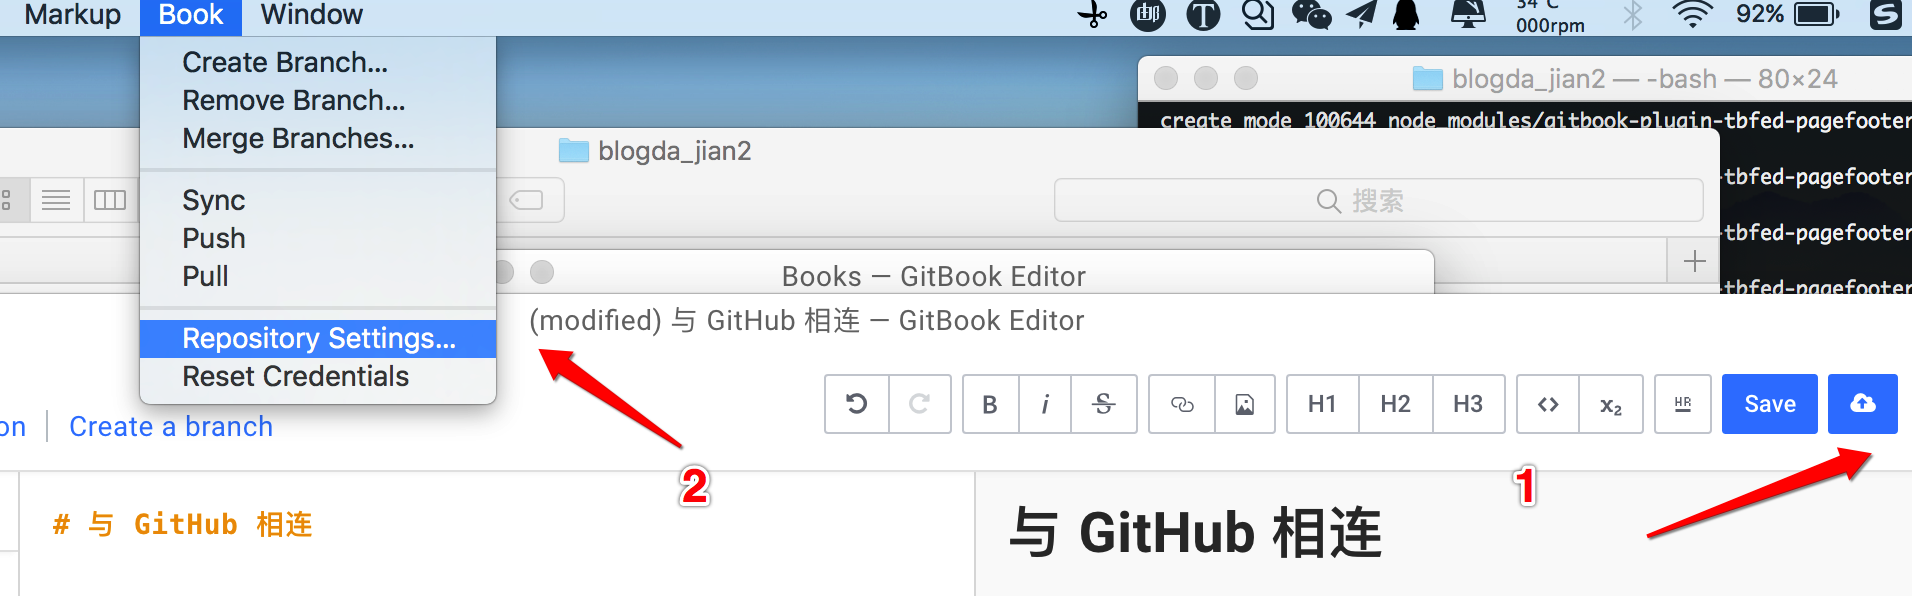 Markup Book Window
34°C
000rpm
92%
Create Branch...
Remove Branch...
Merge Branches...
Sync
Push
Pull
Repository Settings...
Reset Credentials
blogda_jian2 — -bash — 80×24
create mode 100644 node_modules/gitbook-plugin-tbfed-pagefooter
-tbfed-pagefooter
-tbfed-pagefooter
-tbfed-pagefooter
blogda_jian2
搜索
Books — GitBook Editor
(modified) 与 GitHub 相连 — GitBook Editor
on Create a branch
B i S H1 H2 H3 <> x₂ HR Save
2
1
# 与 GitHub 相连
与 GitHub 相连